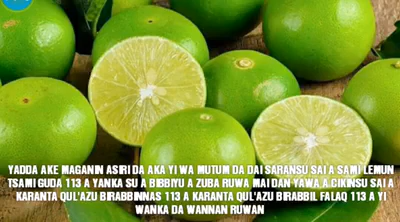 YADDA AKE MAGANIN ASIRI DA AKA YI WA MUTUM DA DAI SARANSU SAI A SAMI LEMUN
TSAMI GUDA 113 A YANKA SU A BIBBIYU A ZUBA RUWA MAI DAN YAWA A CIKINSU SAI A
KARANTA QUL'AZU BIRABBINNAS 113 A KARANTA QUL'AZU BIRABBIL FALAQ 113 A YI
WANKA DA WANNAN RUWAN